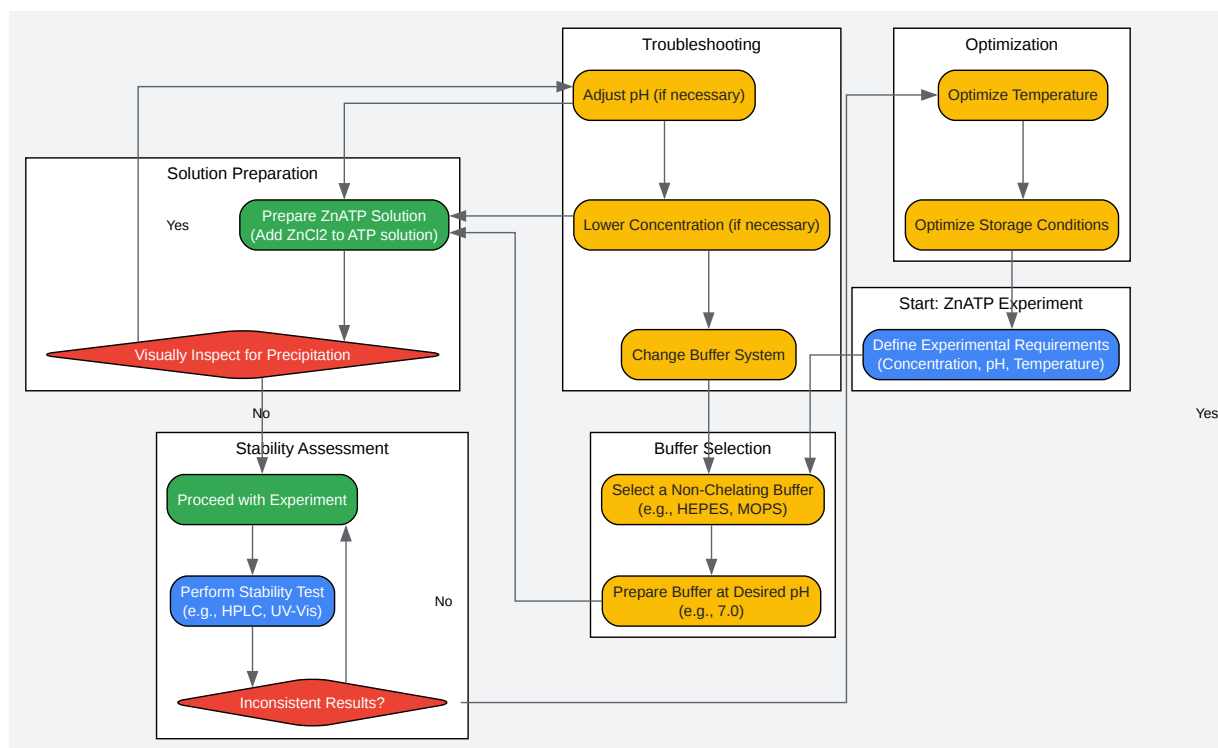 Troubleshooting
Adjust pH (if necessary)
Lower Concentration (if necessary)
Change Buffer System
Optimization
Optimize Temperature
Optimize Storage Conditions
Solution Preparation
Yes
Prepare ZnATP Solution
(Add ZnCl2 to ATP solution)
Visually Inspect for Precipitation
No
Start: ZnATP Experiment
Define Experimental Requirements
(Concentration, pH, Temperature)
Yes
Stability Assessment
Proceed with Experiment
Perform Stability Test
(e.g., HPLC, UV-Vis)
No
Inconsistent Results?
Buffer Selection
Select a Non-Chelating Buffer
(e.g., HEPES, MOPS)
Prepare Buffer at Desired pH
(e.g., 7.0)